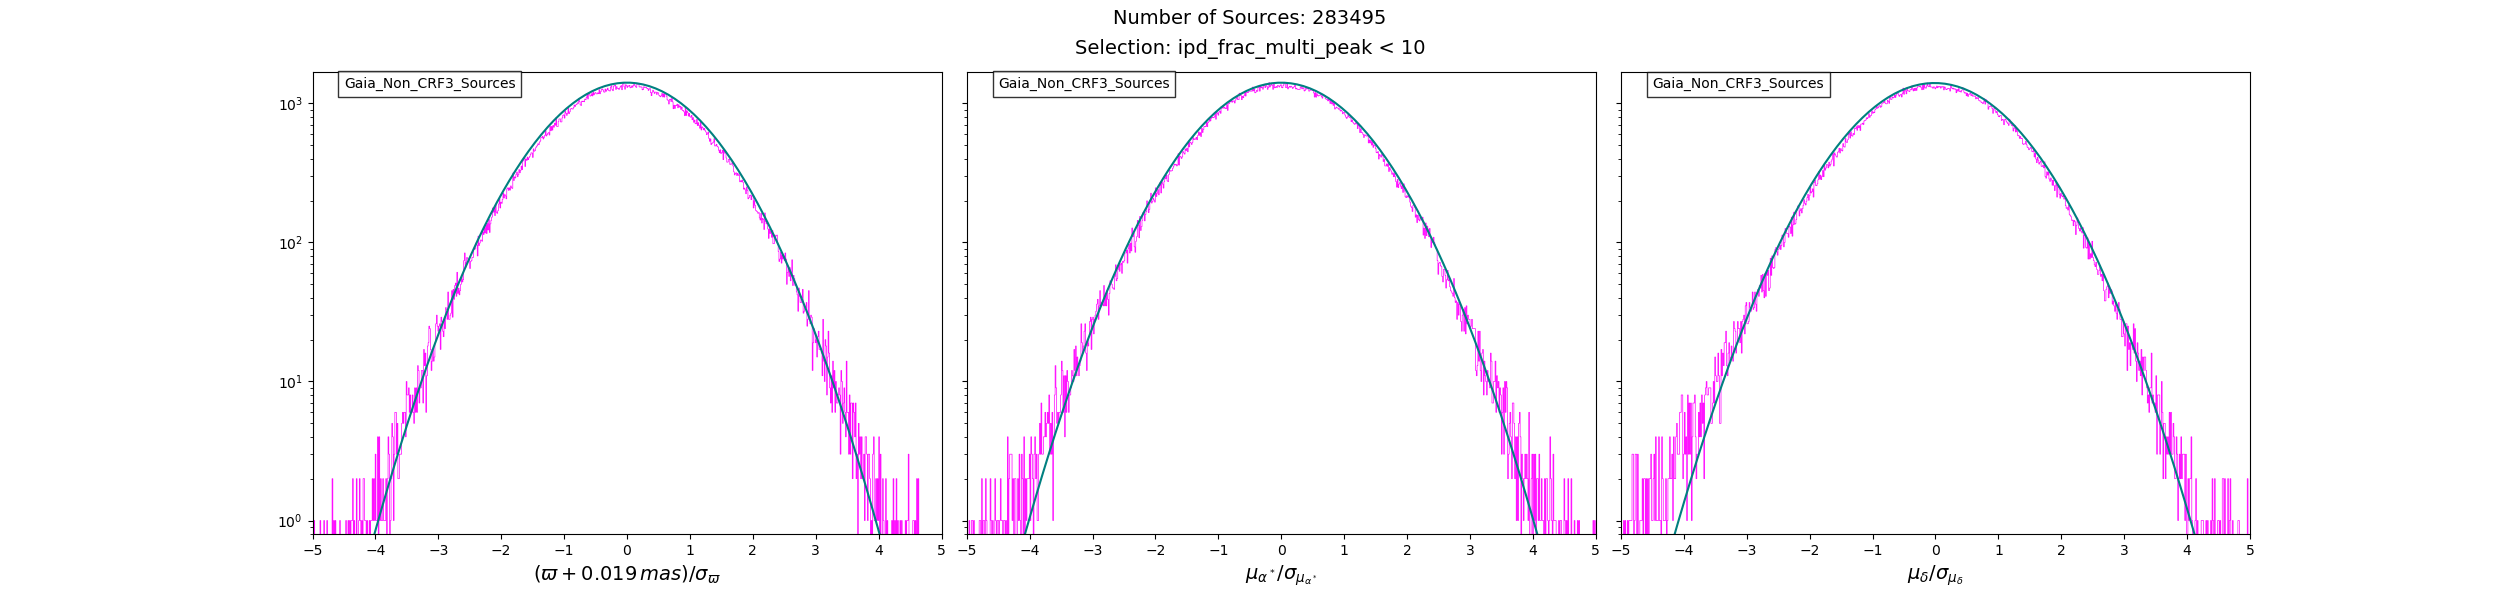 Number of Sources: 283495
Selection: ipd_frac_multi_peak < 10
Gaia_Non_CRF3_Sources Gaia_Non_CRF3_Sources Gaia_Non_CRF3_Sources
10³
10²
10¹
10⁰
−5 −4 −3 −2 −1 0 1 2 3 4 5 −5 −4 −3 −2 −1 0 1 2 3 4 5 −5 −4 −3 −2 −1 0 1 2 3 4 5
(ϖ + 0.019 mas)/σ_ϖ μ_α*/σ_μ_α* μ_δ/σ_μ_δ